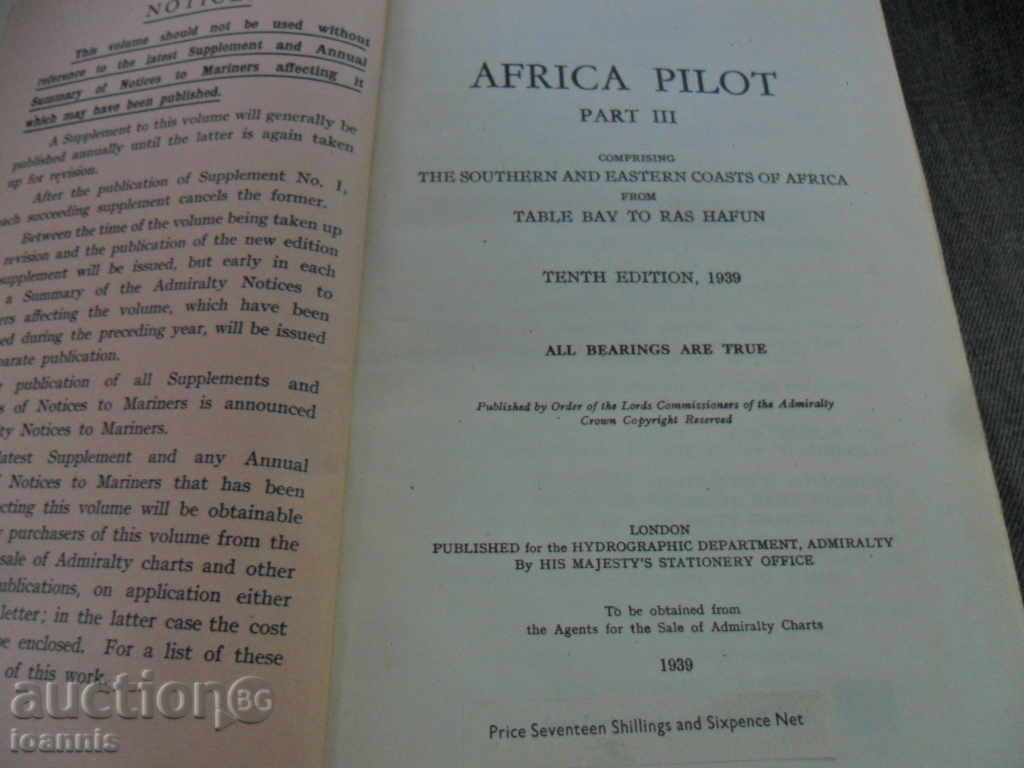 NOTICE
This volume should not be used without
reference to the latest Supplement and Annual
Summary of Notices to Mariners affecting it
which may have been published.
A Supplement to this volume will generally be
published annually until the latter is again taken
up for revision.
After the publication of Supplement No. 1,
each succeeding supplement cancels the former.
Between the time of the volume being taken up
revision and the publication of the new edition
supplement will be issued, but early in each
a Summary of the Admiralty Notices to
affecting the volume, which have been
during the preceding year, will be issued
publication.
publication of all Supplements and
of Notices to Mariners is announced
Notices to Mariners.
latest Supplement and any Annual
Notices to Mariners that has been
this volume will be obtainable
purchasers of this volume from the
sale of Admiralty charts and other
on application either
letter; in the latter case the cost
be enclosed. For a list of these
of this work.
AFRICA PILOT
PART III
COMPRISING
THE SOUTHERN AND EASTERN COASTS OF AFRICA
FROM
TABLE BAY TO RAS HAFUN
TENTH EDITION, 1939
ALL BEARINGS ARE TRUE
Published by Order of the Lords Commissioners of the Admiralty
Crown Copyright Reserved
LONDON
PUBLISHED for the HYDROGRAPHIC DEPARTMENT, ADMIRALTY
By HIS MAJESTY'S STATIONERY OFFICE
To be obtained from
the Agents for the Sale of Admiralty Charts
1939
Price Seventeen Shillings and Sixpence Net
auction BG
ioannis